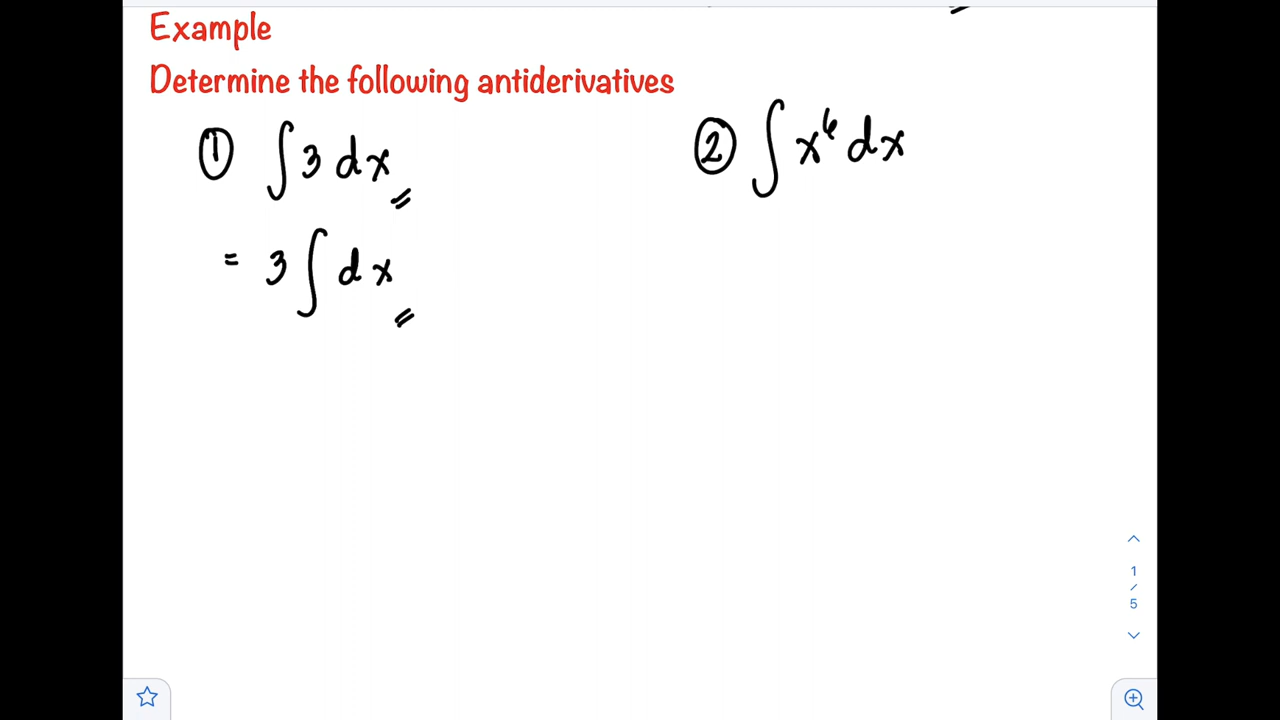 Example
Determine the following antiderivatives
① ∫ 3 dx
= 3 ∫ dx
② ∫ x⁶ dx
1
/
5